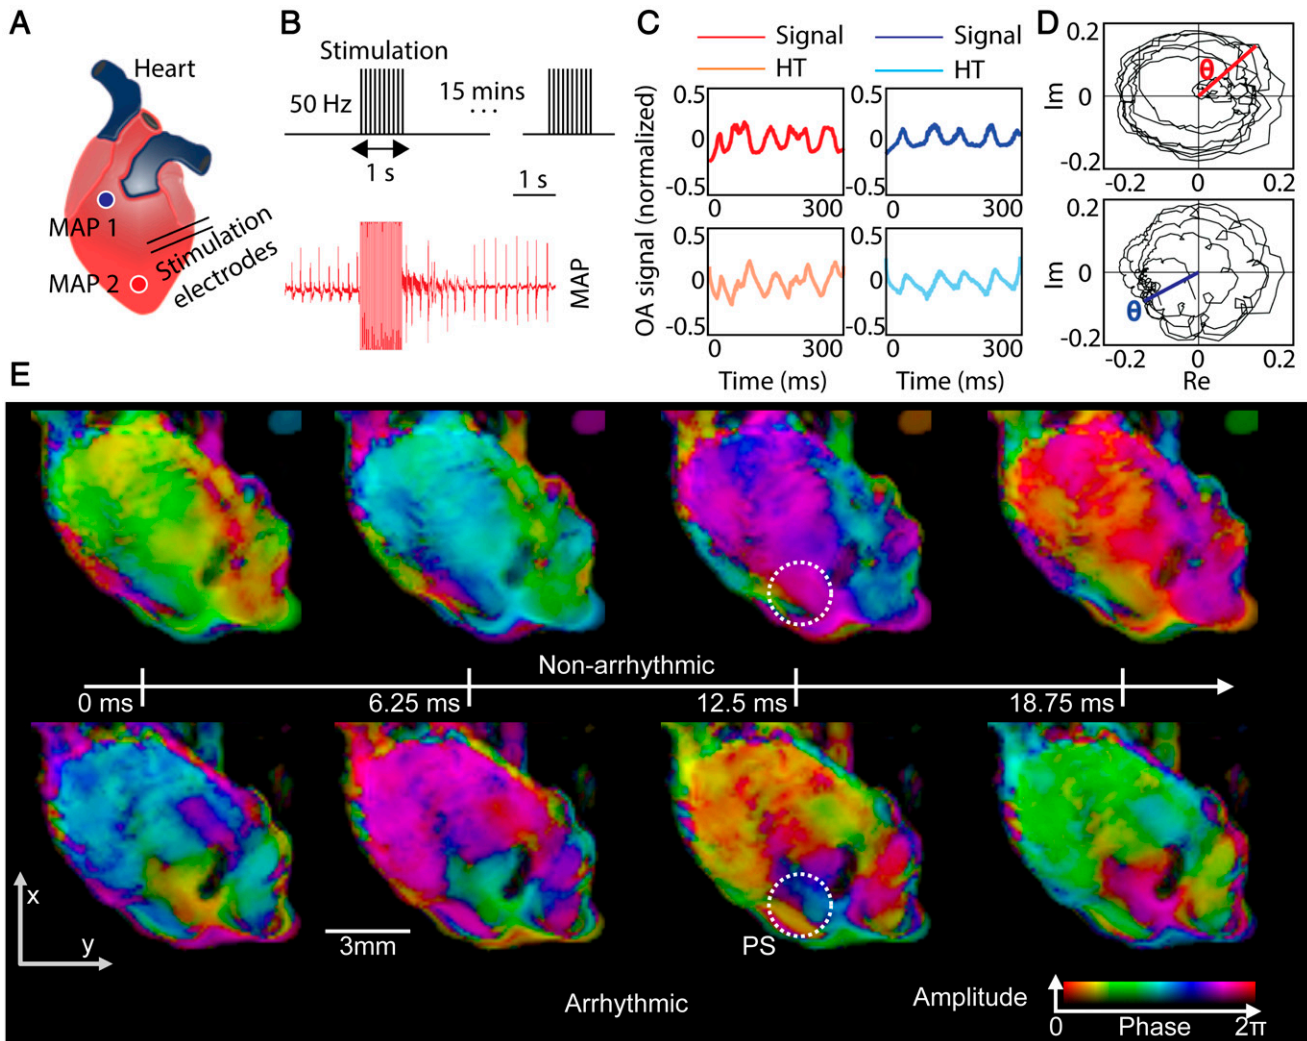 A
Heart
MAP 1
MAP 2
Stimulation
electrodes
B
Stimulation
50 Hz
15 mins
...
1 s
1 s
MAP
C
Signal
HT
Signal
HT
OA signal (normalized)
0.5
0
-0.5
0
300
0.5
0
-0.5
0
300
0.5
0
-0.5
0
300
0.5
0
-0.5
0
300
Time (ms)
Time (ms)
D
0.2
Im
0
-0.2
-0.2
0
0.2
θ
0.2
Im
0
-0.2
-0.2
0
0.2
θ
Re
E
Non-arrhythmic
0 ms
6.25 ms
12.5 ms
18.75 ms
x
y
3mm
PS
Arrhythmic
Amplitude
0
Phase
2π